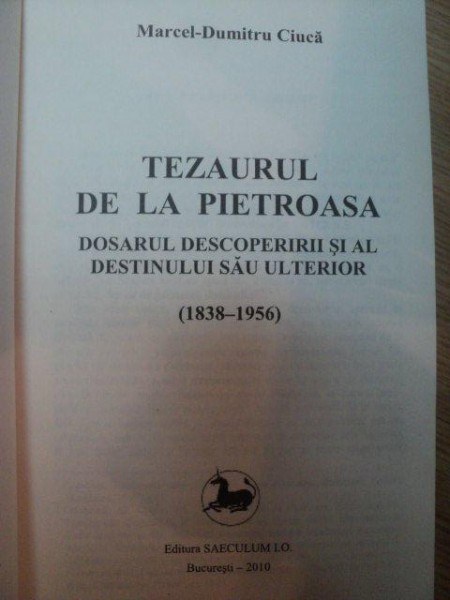 Marcel-Dumitru Ciucă
TEZAURUL
DE LA PIETROASA
DOSARUL DESCOPERIRII ȘI AL
DESTINULUI SĂU ULTERIOR
(1838–1956)
Editura SAECULUM I.O.
București – 2010